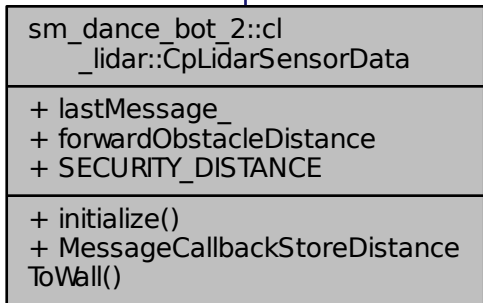 sm_dance_bot_2::cl
_lidar::CpLidarSensorData
+ lastMessage_
+ forwardObstacleDistance
+ SECURITY_DISTANCE
+ initialize()
+ MessageCallbackStoreDistance
ToWall()